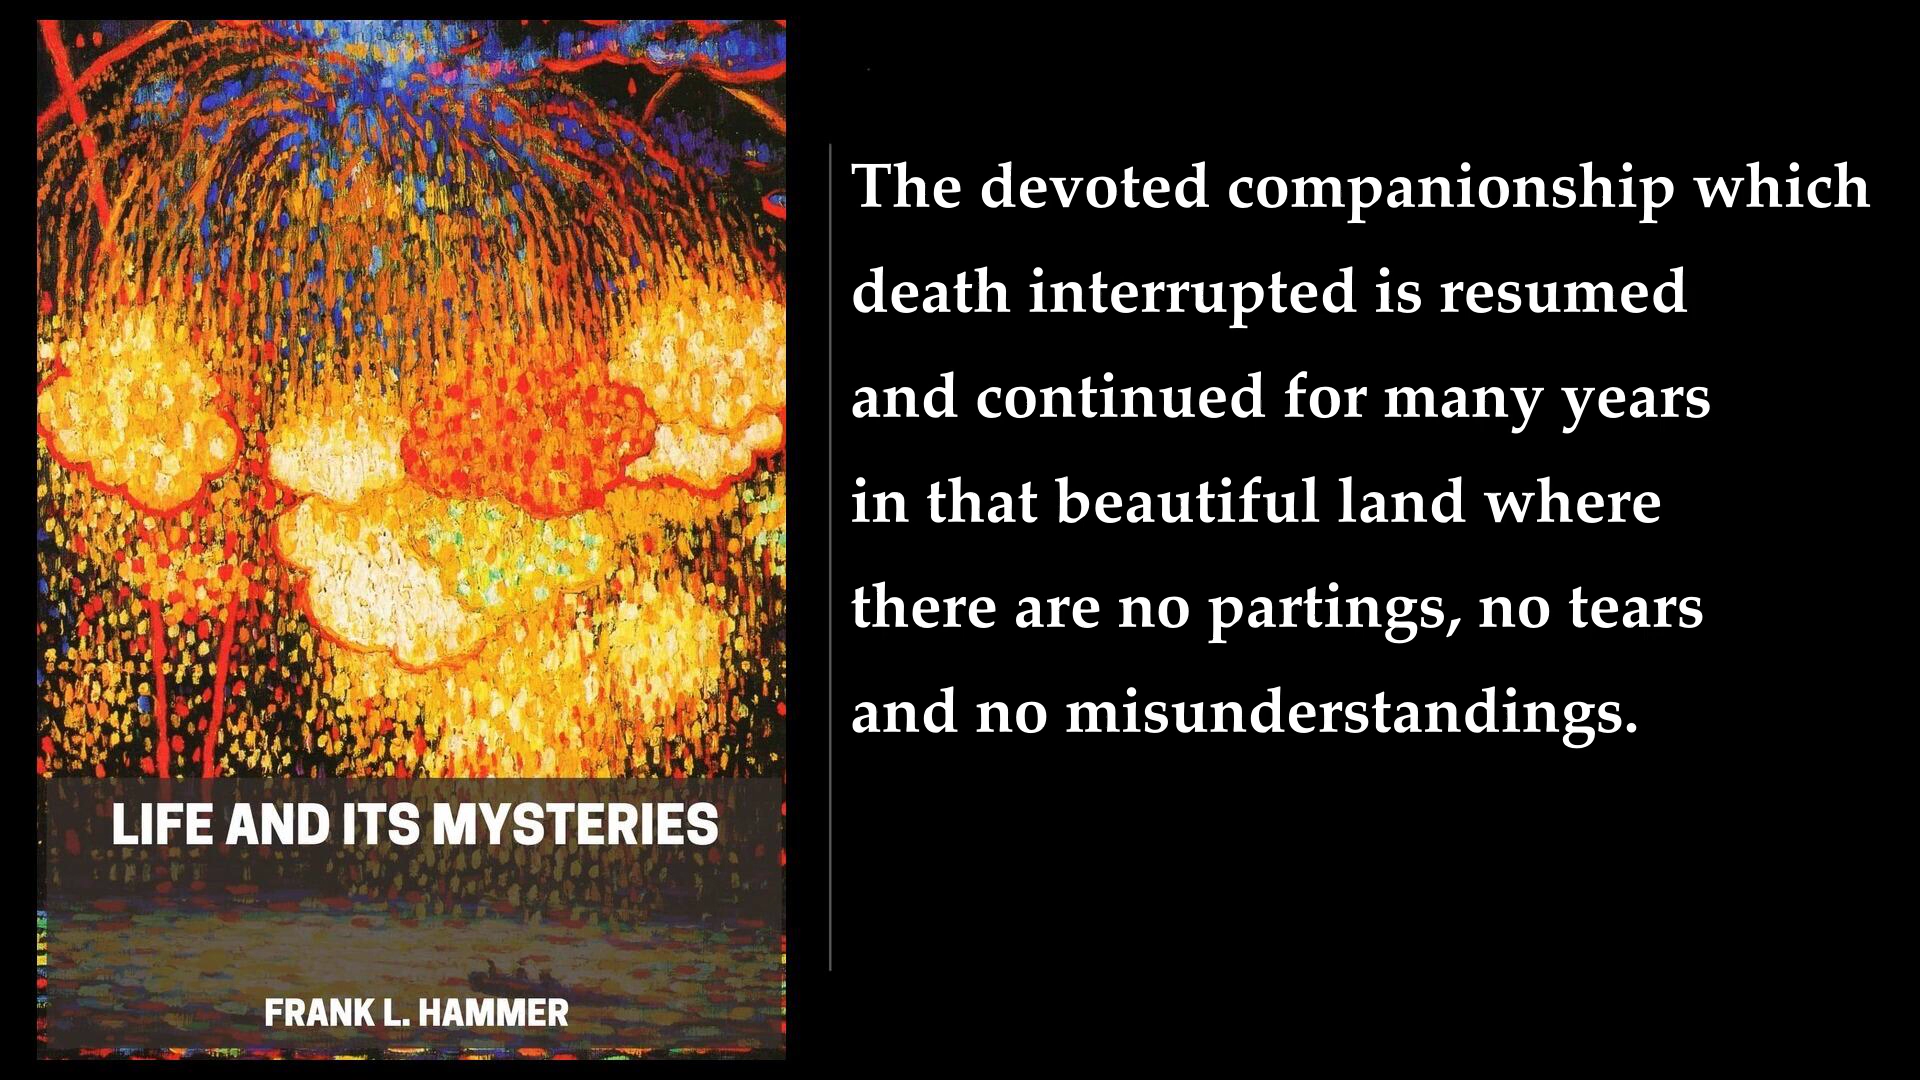 LIFE AND ITS MYSTERIES
FRANK L. HAMMER
The devoted companionship which
death interrupted is resumed
and continued for many years
in that beautiful land where
there are no partings, no tears
and no misunderstandings.